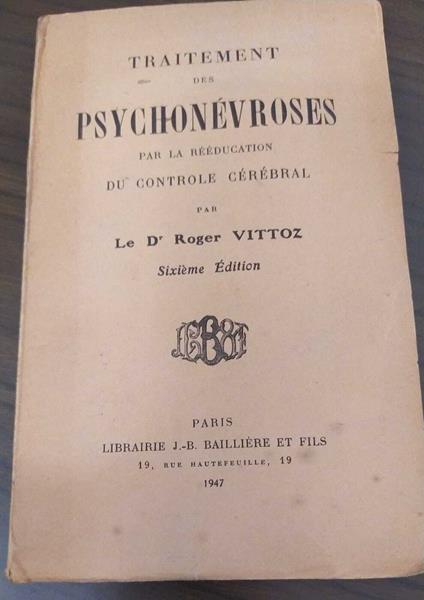 TRAITEMENT
DES
PSYCHONÉVROSES
PAR LA RÉÉDUCATION
DU CONTROLE CÉRÉBRAL
PAR
Le Dr Roger VITTOZ
Sixième Édition
PARIS
LIBRAIRIE J.-B. BAILLIÈRE ET FILS
19, RUE HAUTEFEUILLE, 19
1947